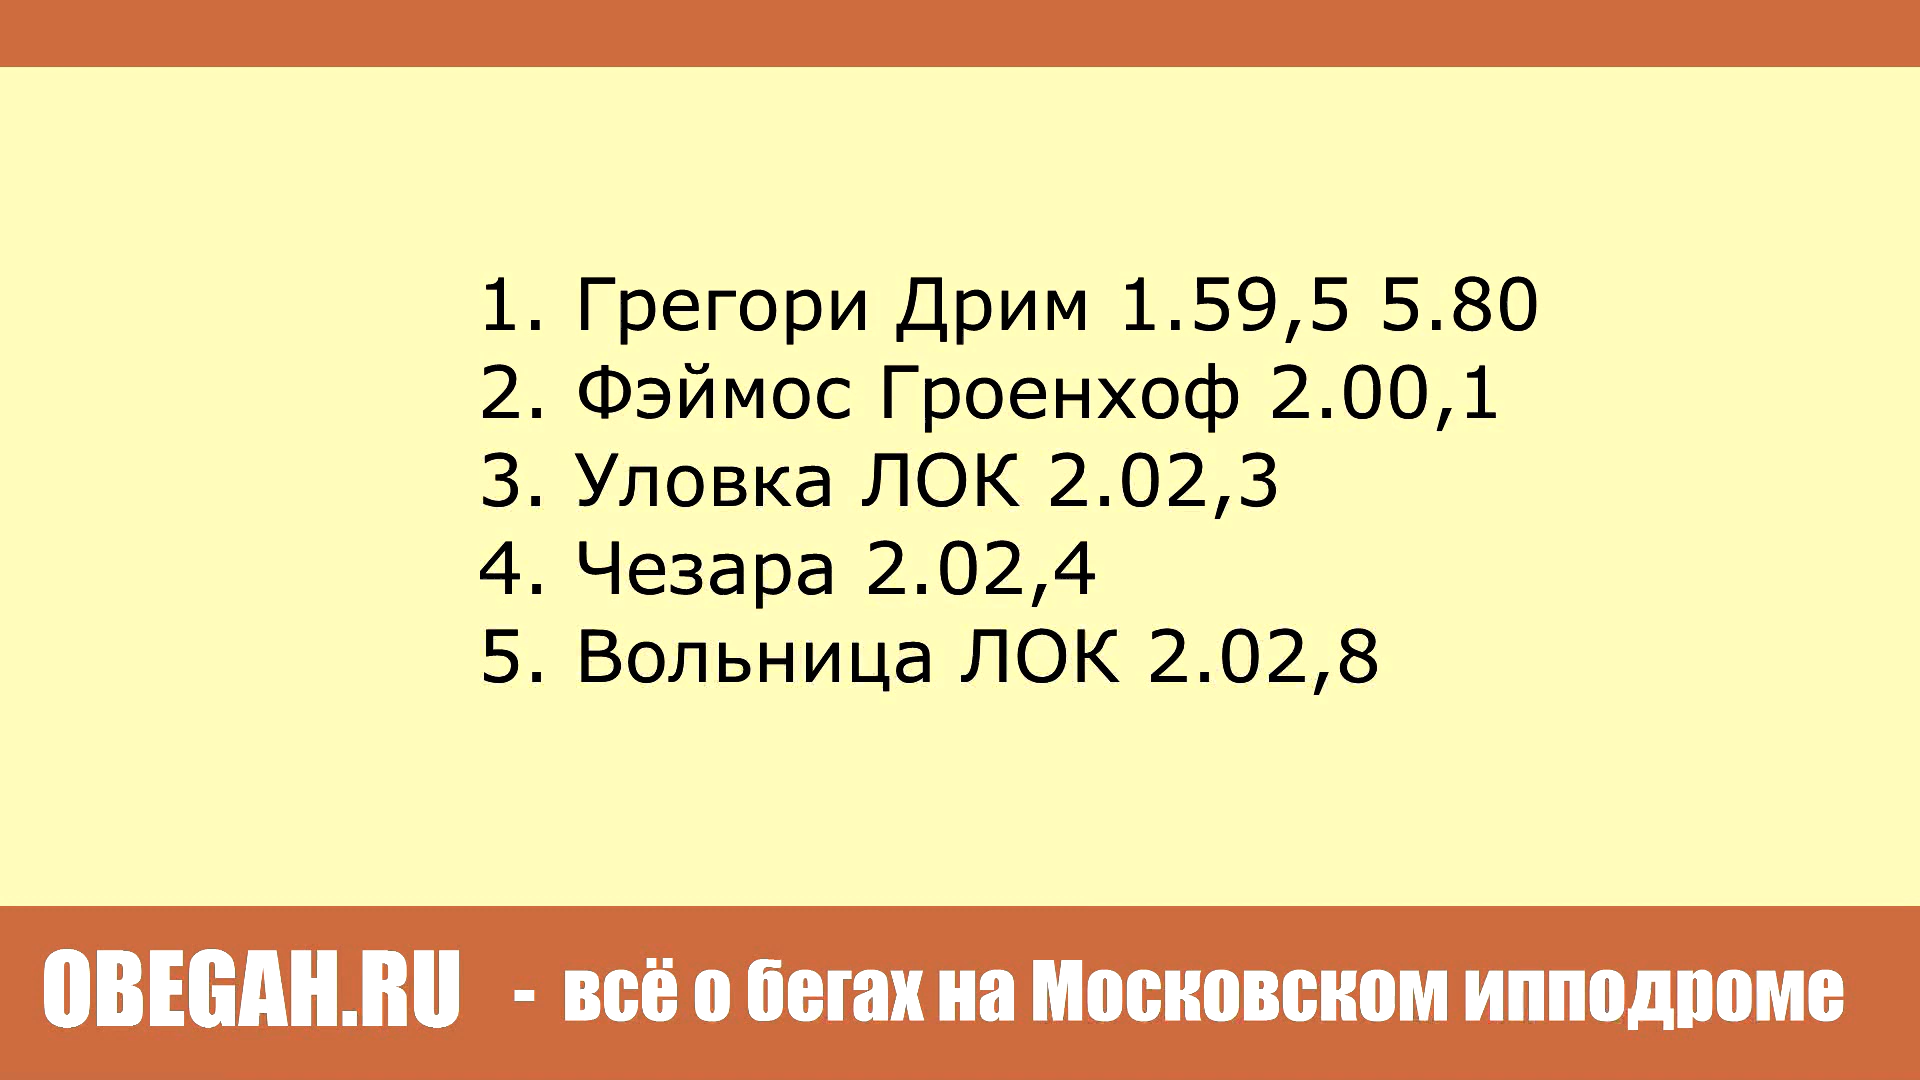 1. Грегори Дрим 1.59,5 5.80
2. Фэймос Гроенхоф 2.00,1
3. Уловка ЛОК 2.02,3
4. Чезара 2.02,4
5. Вольница ЛОК 2.02,8
OBEGAH.RU - всё о бегах на Московском ипподроме